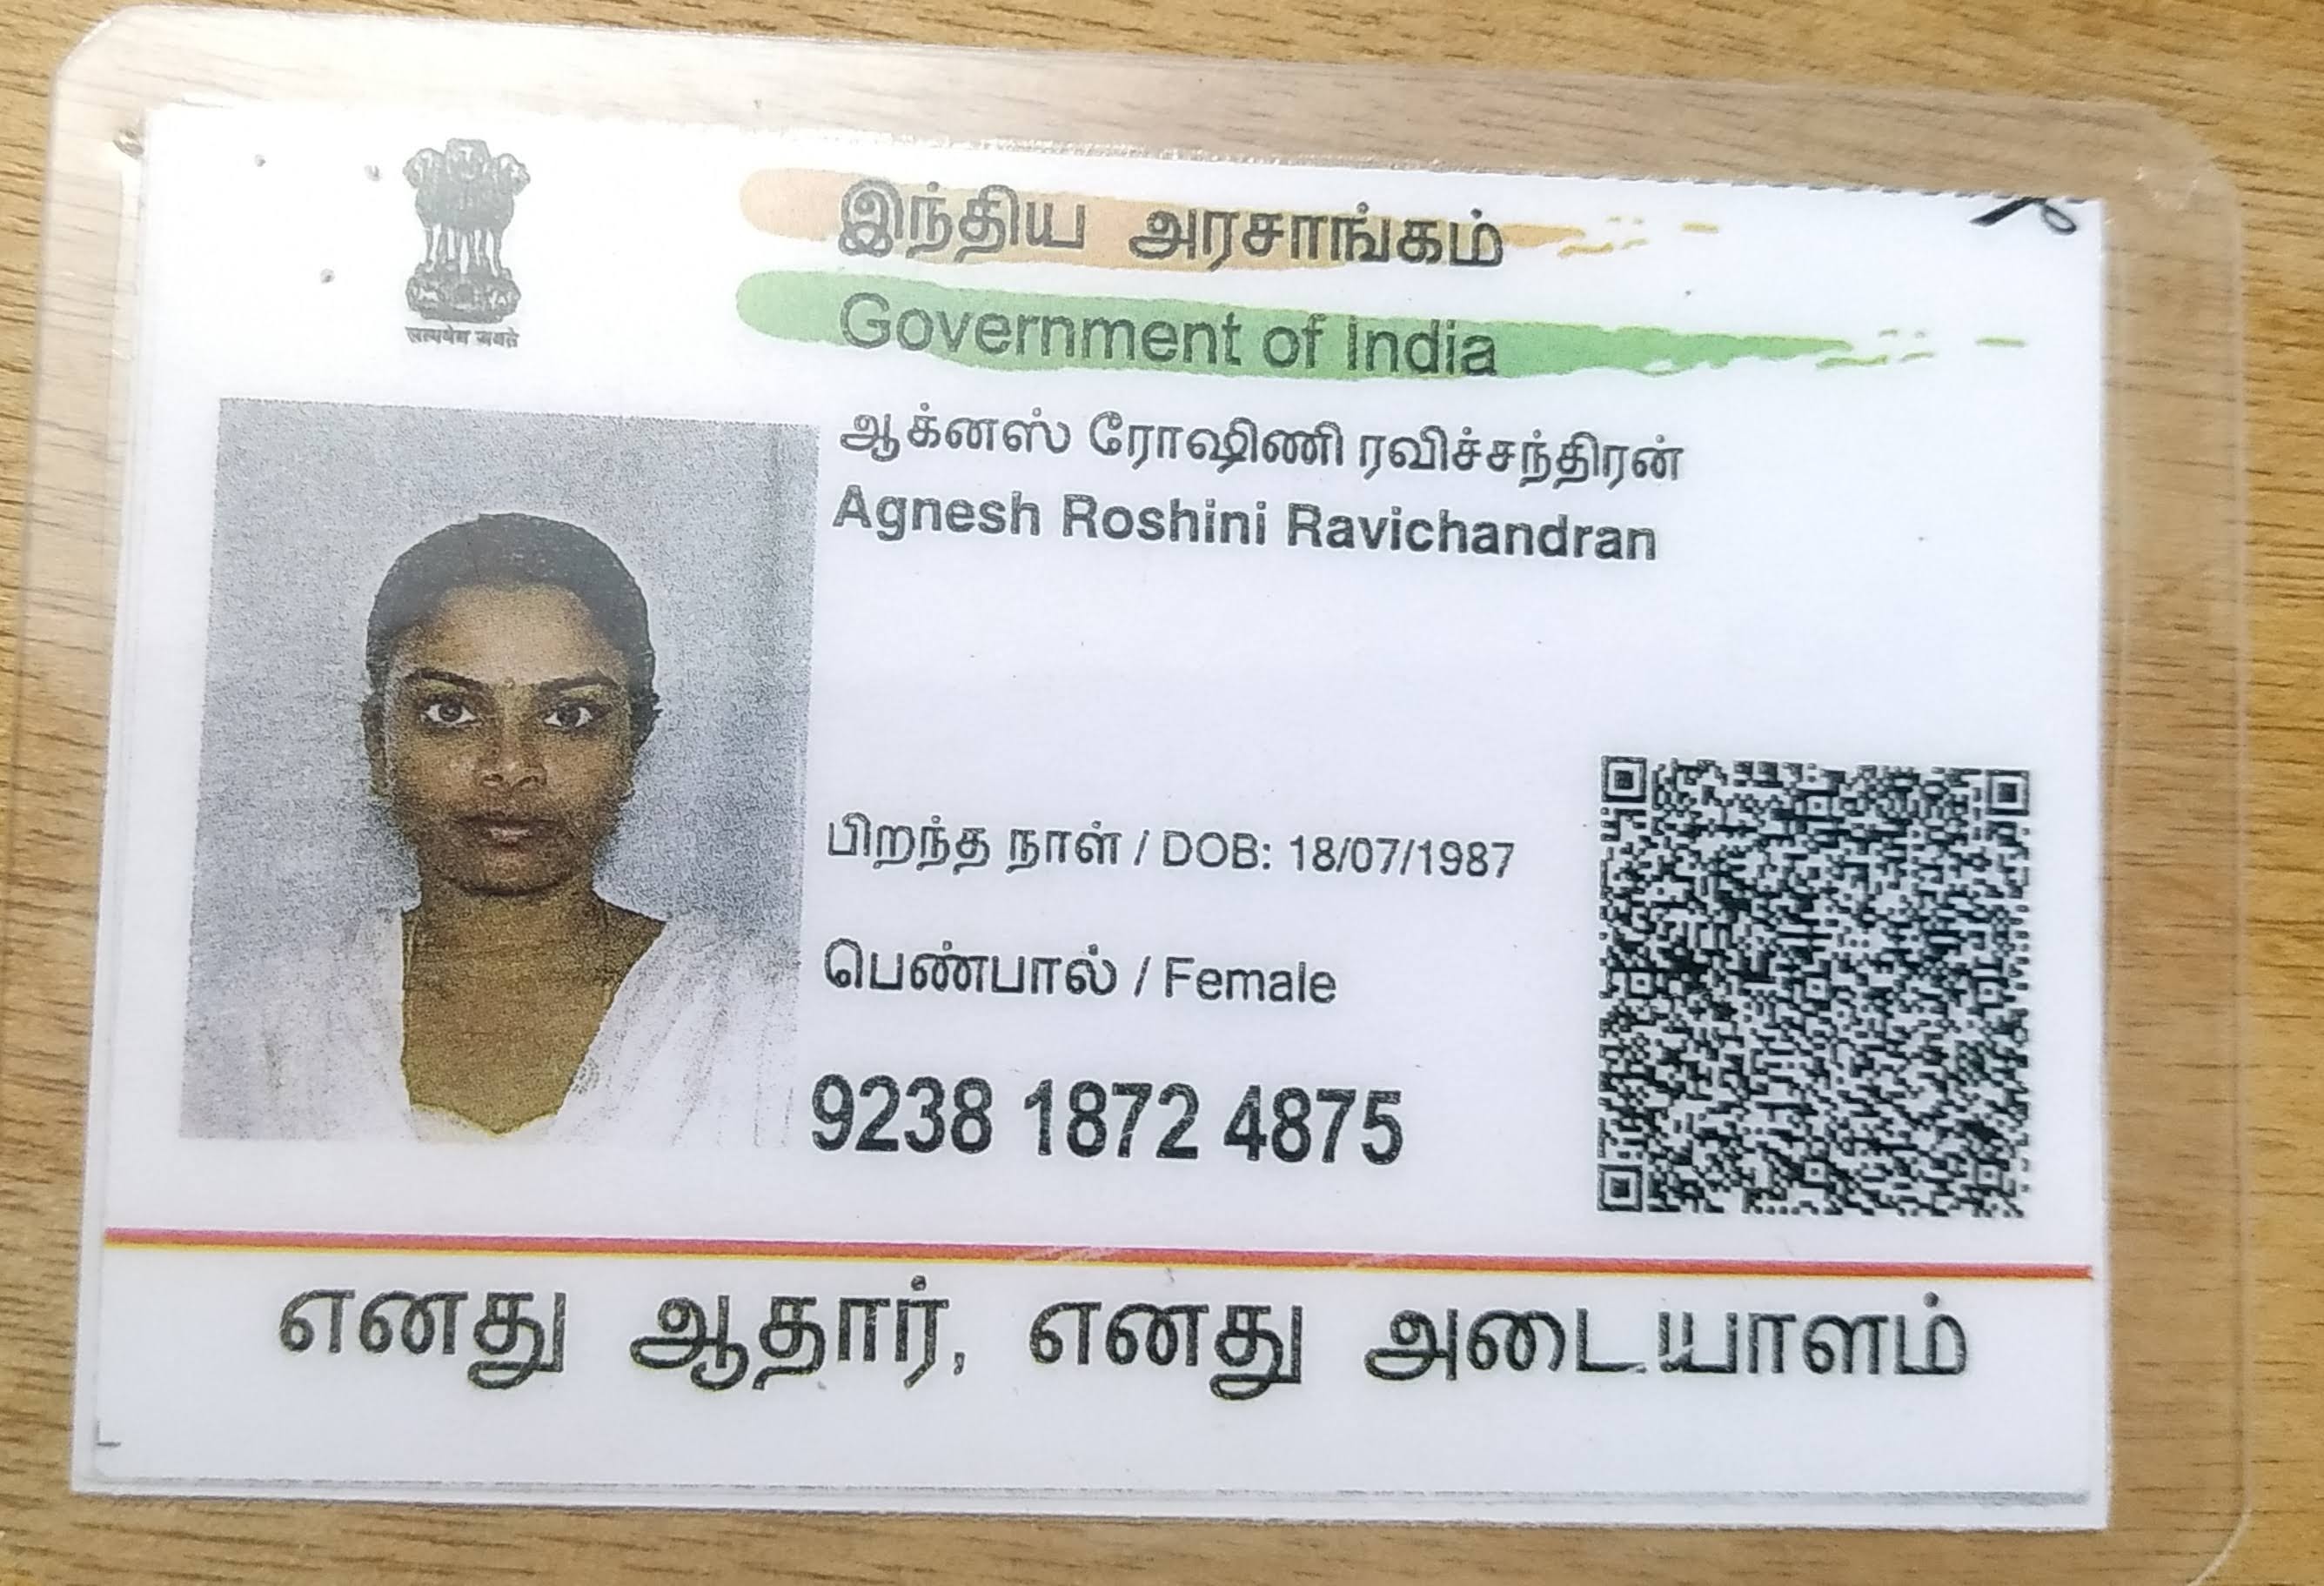 इन्दिய அரசாங்கம்
Government of India
सत्यमेव जयते
ஆக்னஸ் ரோஷிணி ரவிச்சந்திரன்
Agnesh Roshini Ravichandran
பிறந்த நாள் / DOB: 18/07/1987
பெண்பால் / Female
9238 1872 4875
எனது ஆதார், எனது அடையாளம்